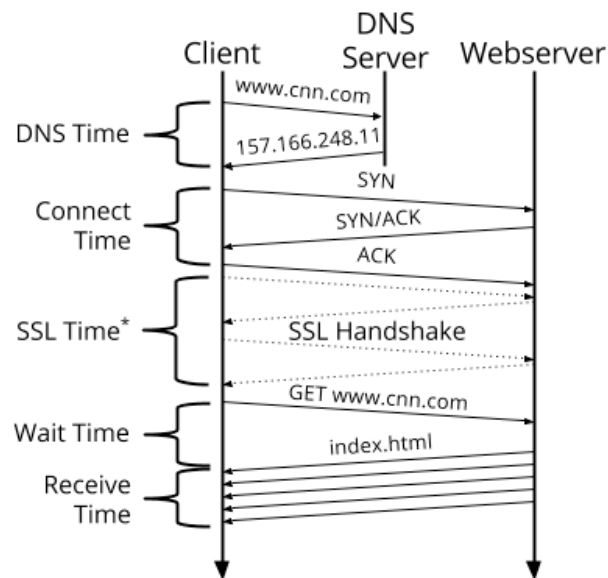 Client
DNS
Server
Webserver
www.cnn.com
DNS Time
157.166.248.11
SYN
Connect
Time
SYN/ACK
ACK
SSL Time*
SSL Handshake
GET www.cnn.com
Wait Time
index.html
Receive
Time